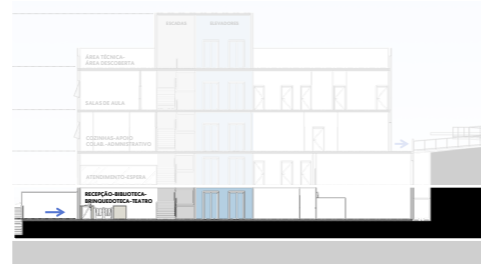 ESCADAS
ELEVADORES
ÁREA TÉCNICA-
ÁREA DESCOBERTA
SALAS DE AULA
COZINHAS-APOIO
COLAB.-ADMINISTRATIVO
ATENDIMENTO-ESPERA
RECEPÇÃO-BIBLIOTECA-
BRINQUEDOTECA-TEATRO